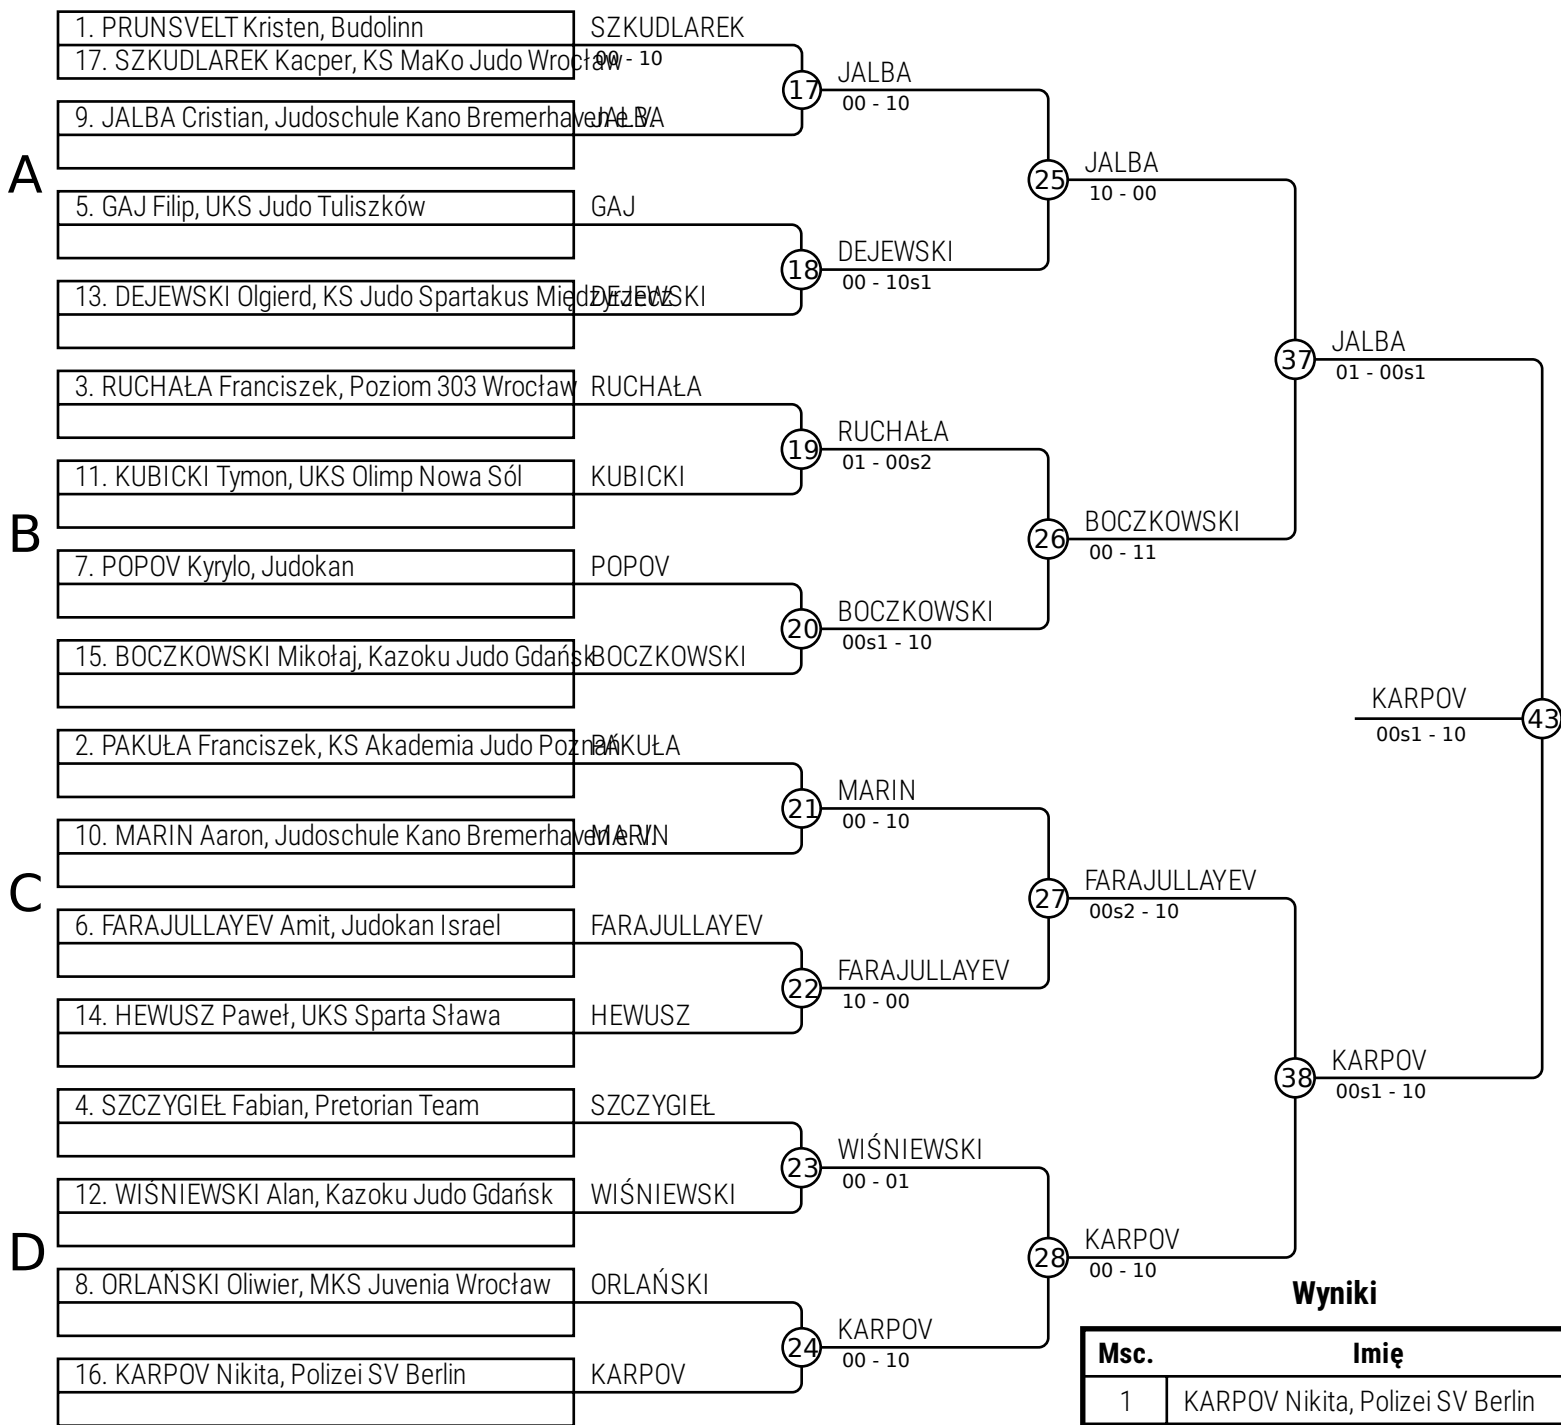 1. PRUNSVELT Kristen, Budolinn
17. SZKUDLAREK Kacper, KS MaKo Judo Wrocław
SZKUDLAREK
00 - 10
9. JALBA Cristian, Judoschule Kano Bremerhaven e.V.
JALBA
17
JALBA
00 - 10
A
5. GAJ Filip, UKS Judo Tuliszków
GAJ
13. DEJEWSKI Olgierd, KS Judo Spartakus Międzyrzecz
DEJEWSKI
18
DEJEWSKI
00 - 10s1
25
JALBA
10 - 00
3. RUCHAŁA Franciszek, Poziom 303 Wrocław
RUCHAŁA
11. KUBICKI Tymon, UKS Olimp Nowa Sól
KUBICKI
19
RUCHAŁA
01 - 00s2
B
7. POPOV Kyrylo, Judokan
POPOV
15. BOCZKOWSKI Mikołaj, Kazoku Judo Gdańsk
BOCZKOWSKI
20
BOCZKOWSKI
00s1 - 10
26
BOCZKOWSKI
00 - 11
37
JALBA
01 - 00s1
2. PAKUŁA Franciszek, KS Akademia Judo Poznań
PAKUŁA
10. MARIN Aaron, Judoschule Kano Bremerhaven e.V.
MARIN
21
MARIN
00 - 10
C
6. FARAJULLAYEV Amit, Judokan Israel
FARAJULLAYEV
14. HEWUSZ Paweł, UKS Sparta Sława
HEWUSZ
22
FARAJULLAYEV
10 - 00
27
FARAJULLAYEV
00s2 - 10
4. SZCZYGIEŁ Fabian, Pretorian Team
SZCZYGIEŁ
12. WIŚNIEWSKI Alan, Kazoku Judo Gdańsk
WIŚNIEWSKI
23
WIŚNIEWSKI
00 - 01
D
8. ORLAŃSKI Oliwier, MKS Juvenia Wrocław
ORLAŃSKI
16. KARPOV Nikita, Polizei SV Berlin
KARPOV
24
KARPOV
00 - 10
28
KARPOV
00 - 10
38
KARPOV
00s1 - 10
KARPOV
00s1 - 10
43
Wyniki
Msc. Imię
1 KARPOV Nikita, Polizei SV Berlin